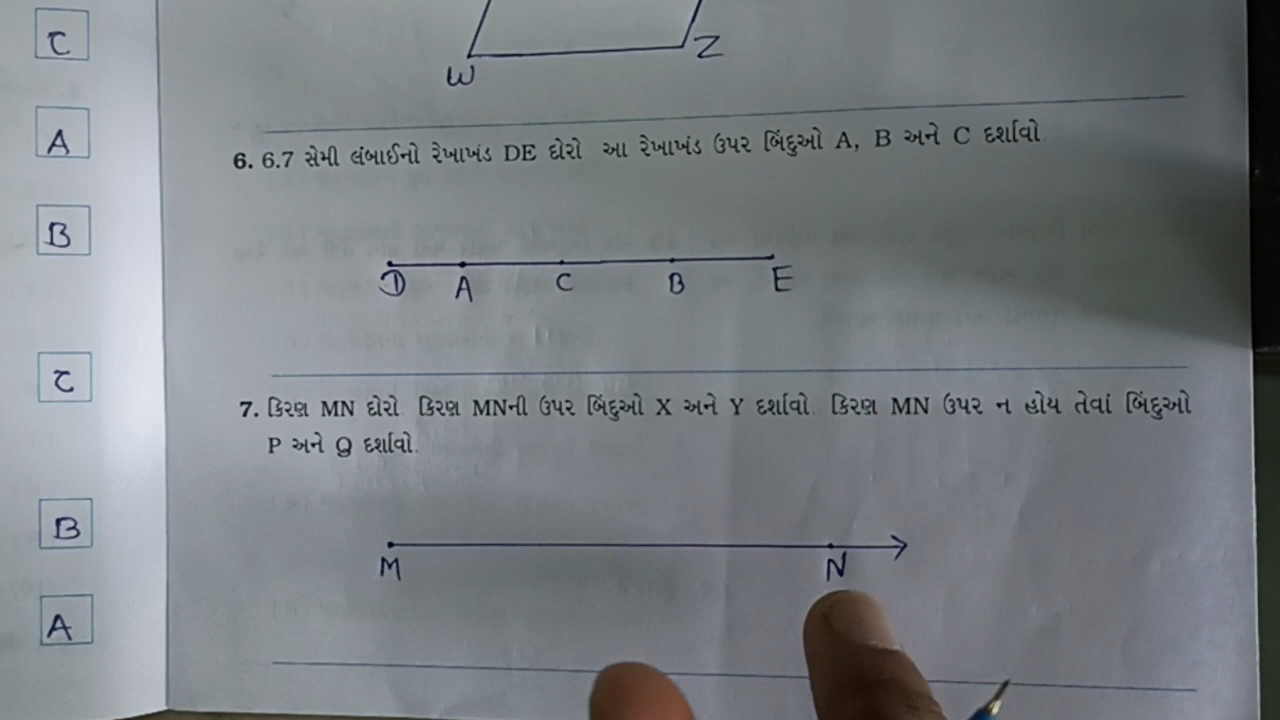 C
A
B
C
B
A
W Z
6. 6.7 સેમી લંબાઈનો રેખાખંડ DE દોરો આ રેખાખંડ ઉપર બિંદુઓ A, B અને C દર્શાવો.
D A C B E
7. કિરણ MN દોરો. કિરણ MNની ઉપર બિંદુઓ X અને Y દર્શાવો. કિરણ MN ઉપર ન હોય તેવાં બિંદુઓ
P અને Q દર્શાવો.
M N